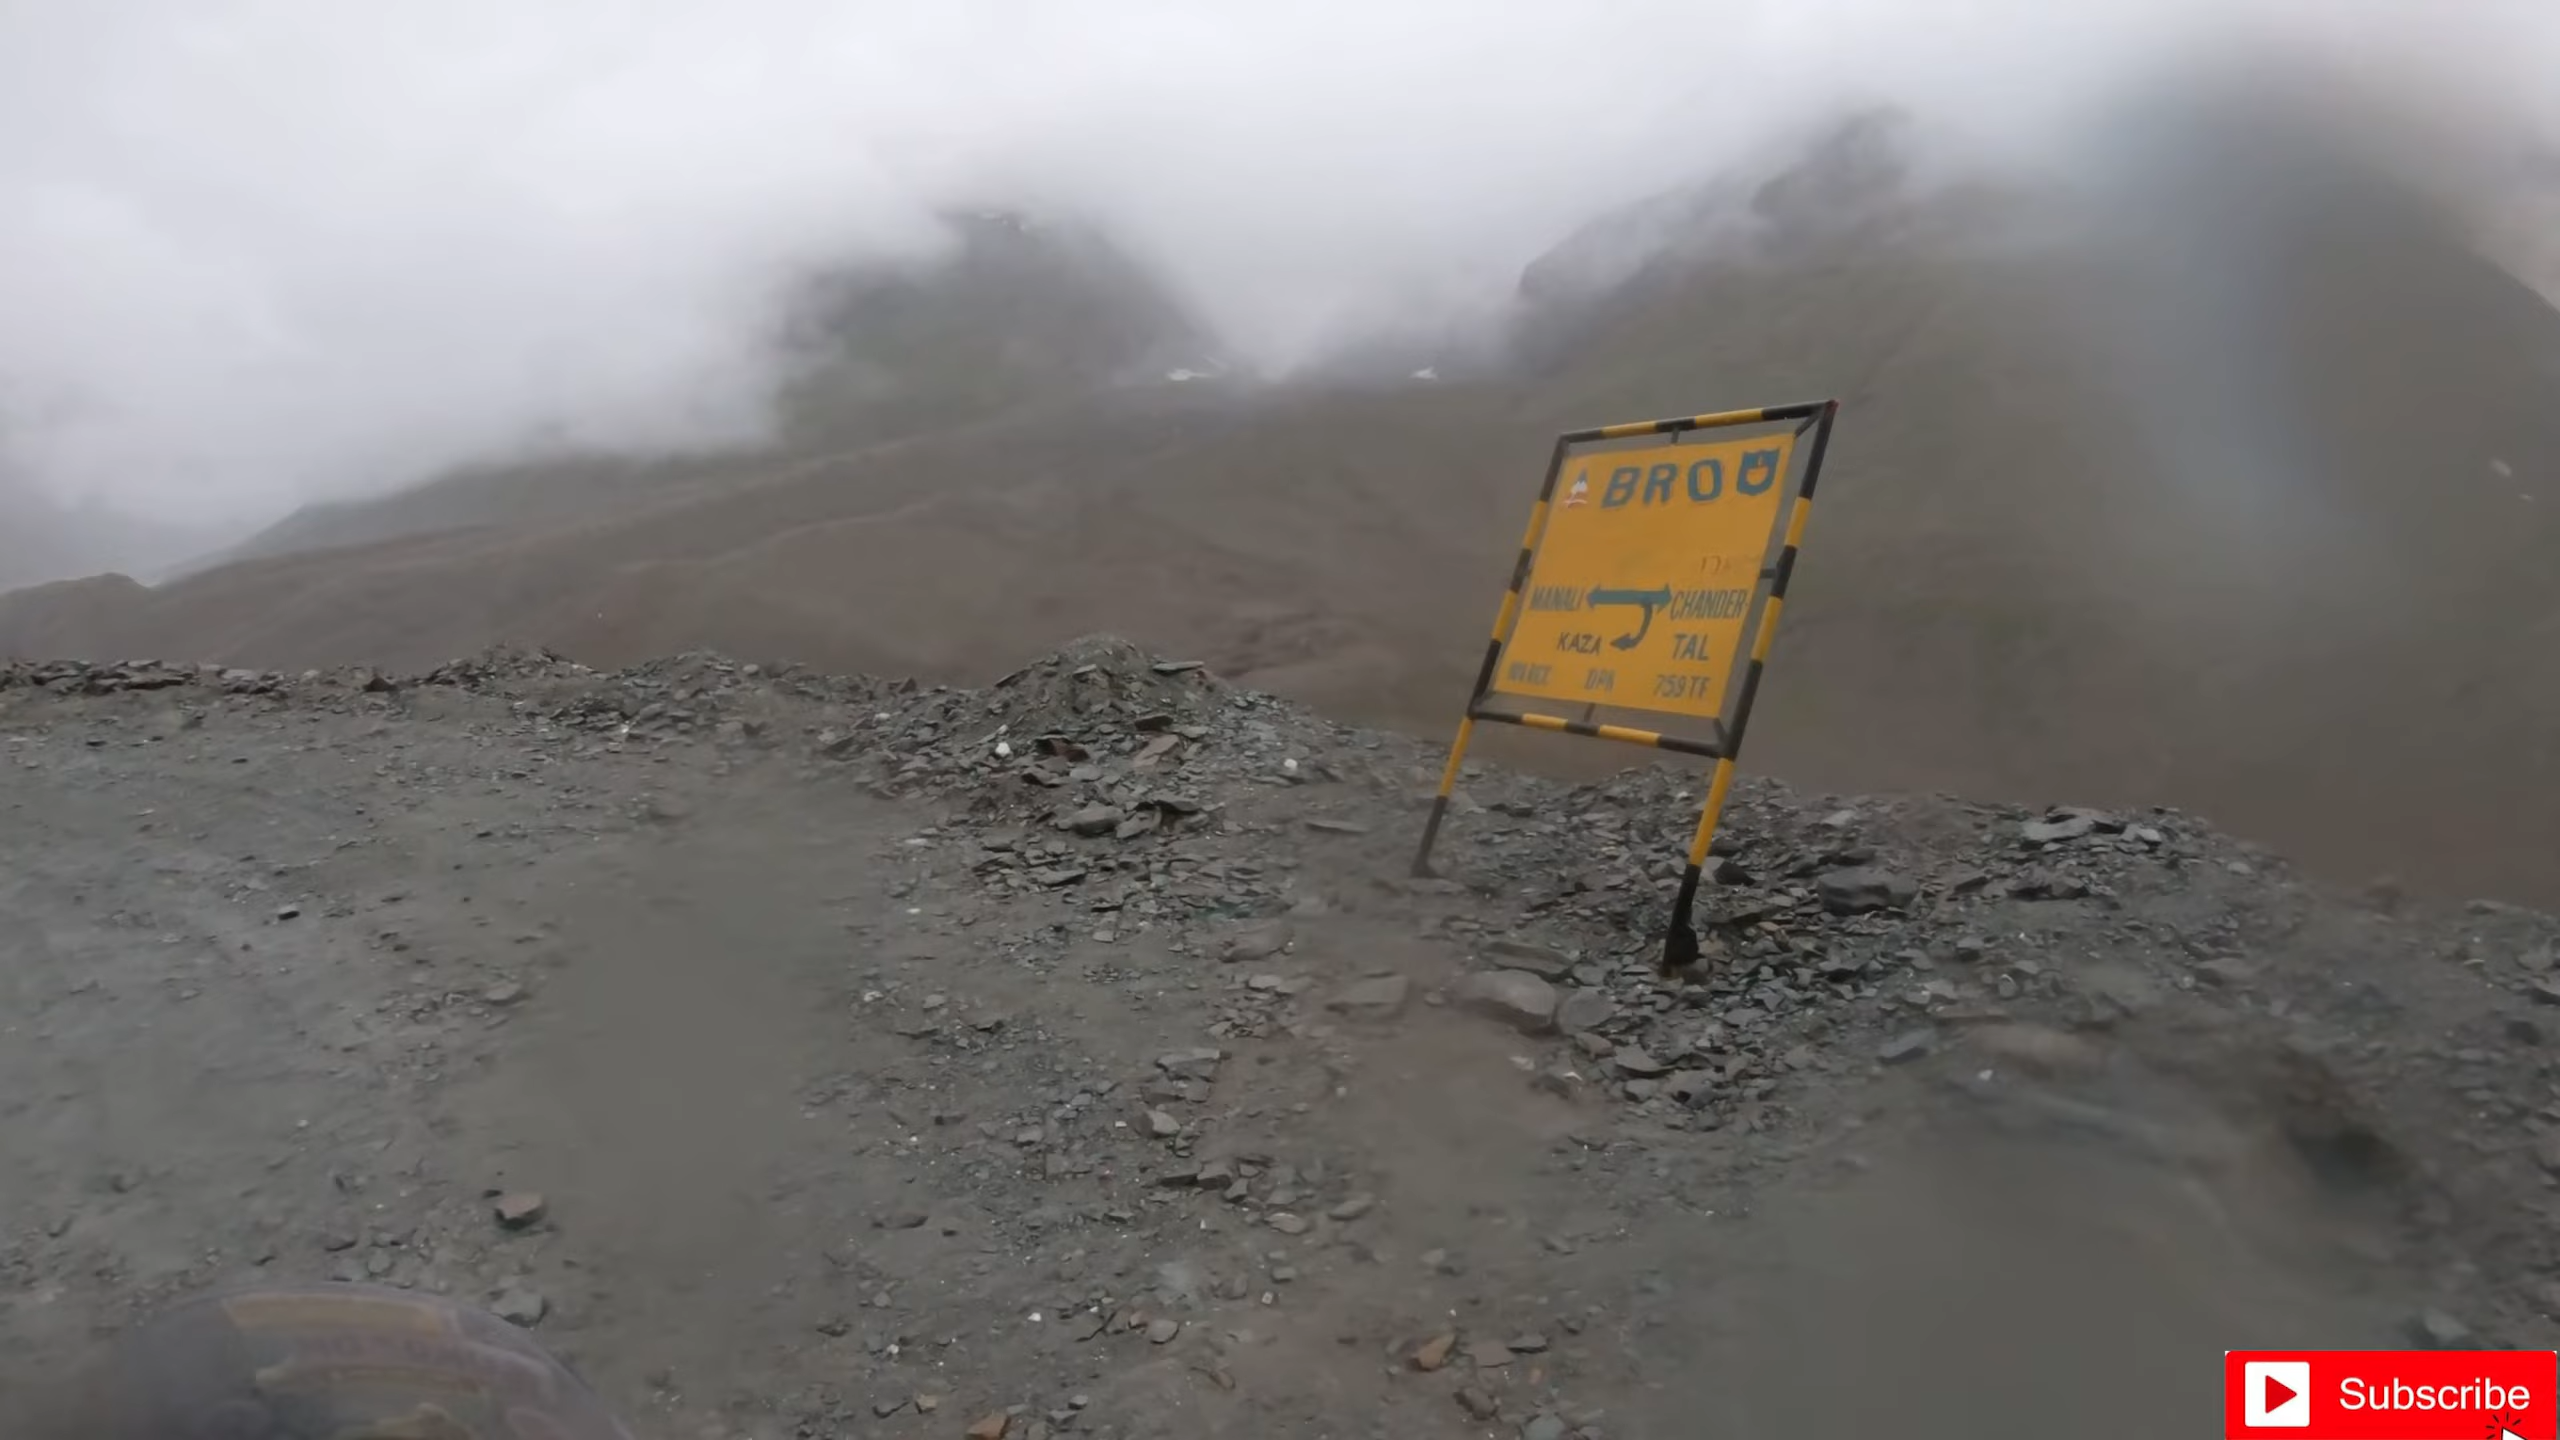 BRO
MANALI CHANDER-
KAZA TAL
759 TF
Subscribe